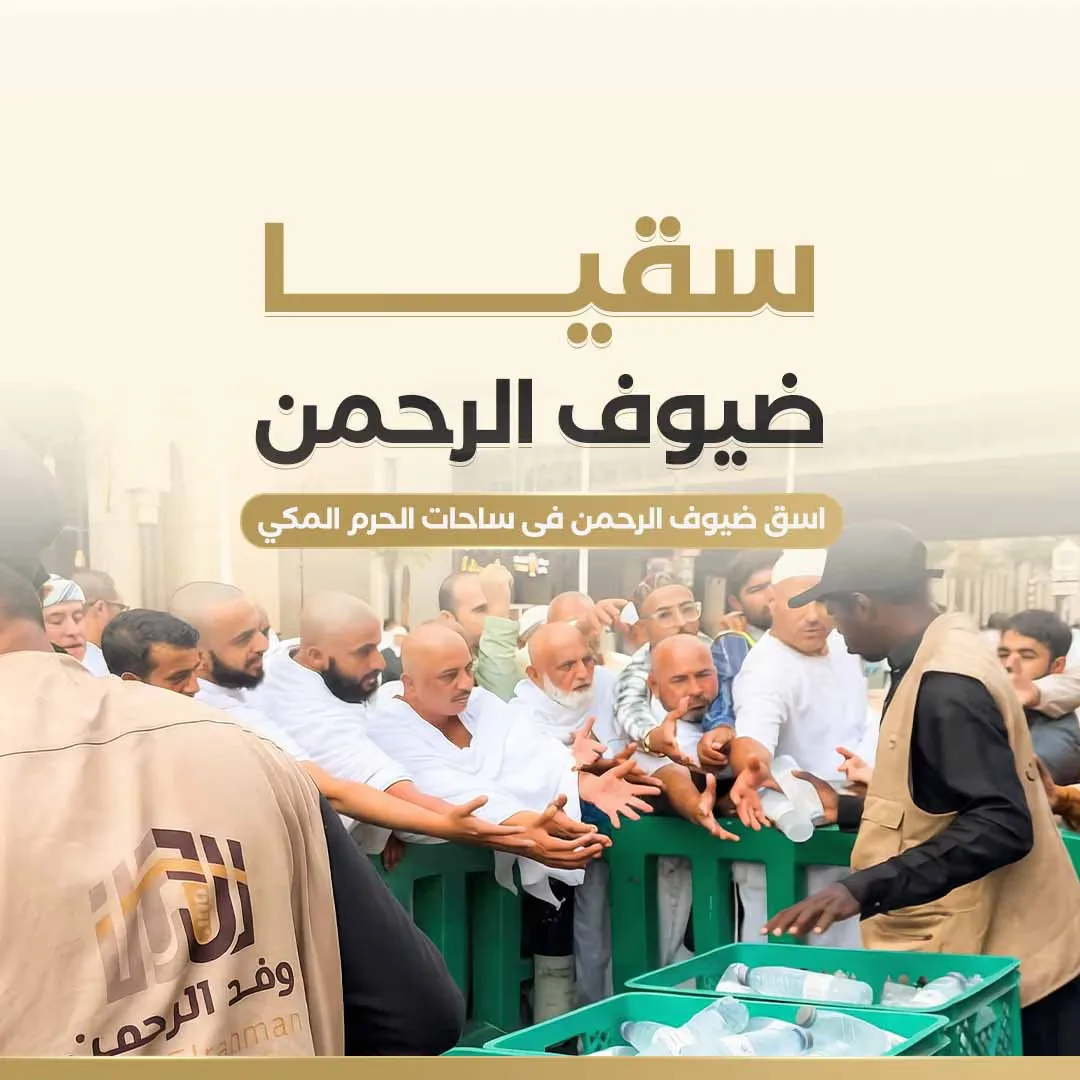 سقيا
ضيوف الرحمن
اسق ضيوف الرحمن فى ساحات الحرم المكي
وفد الرحمن